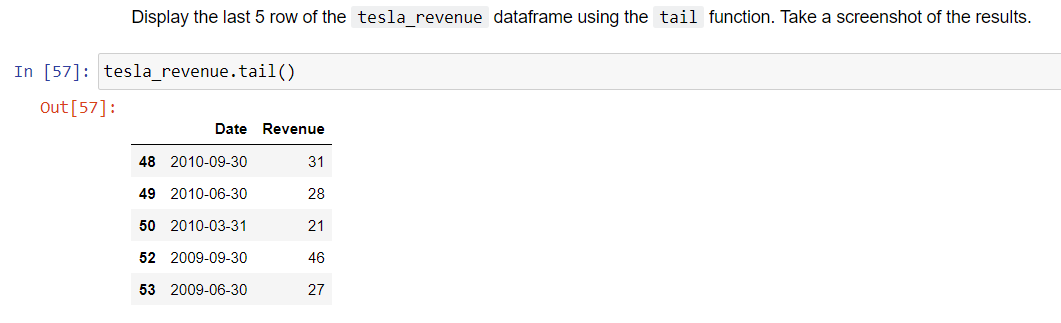 Display the last 5 row of the tesla_revenue dataframe using the tail function. Take a screenshot of the results.
In [57]: tesla_revenue.tail()
Out[57]:
Date Revenue
48 2010-09-30 31
49 2010-06-30 28
50 2010-03-31 21
52 2009-09-30 46
53 2009-06-30 27